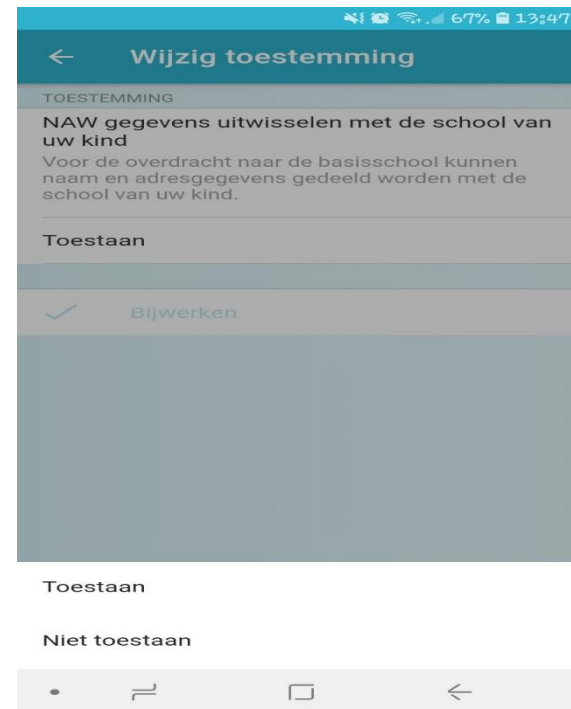 67% 13:47
Wijzig toestemming
TOESTEMMING
NAW gegevens uitwisselen met de school van
uw kind
Voor de overdracht naar de basisschool kunnen
naam en adresgegevens gedeeld worden met de
school van uw kind.
Toestaan
Bijwerken
Toestaan
Niet toestaan